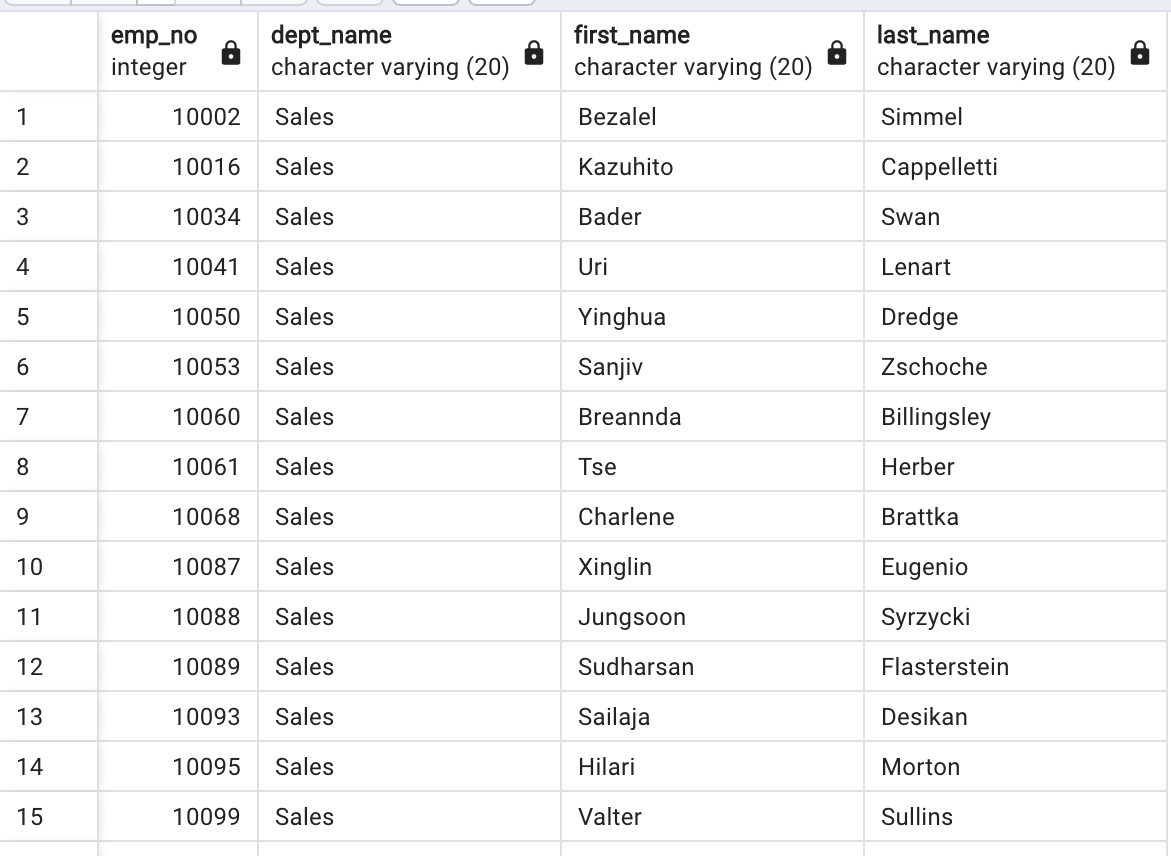 emp_no dept_name first_name last_name
integer character varying (20) character varying (20) character varying (20)
1 10002 Sales Bezalel Simmel
2 10016 Sales Kazuhito Cappelletti
3 10034 Sales Bader Swan
4 10041 Sales Uri Lenart
5 10050 Sales Yinghua Dredge
6 10053 Sales Sanjiv Zschoche
7 10060 Sales Breannda Billingsley
8 10061 Sales Tse Herber
9 10068 Sales Charlene Brattka
10 10087 Sales Xinglin Eugenio
11 10088 Sales Jungsoon Syrzycki
12 10089 Sales Sudharsan Flasterstein
13 10093 Sales Sailaja Desikan
14 10095 Sales Hilari Morton
15 10099 Sales Valter Sullins